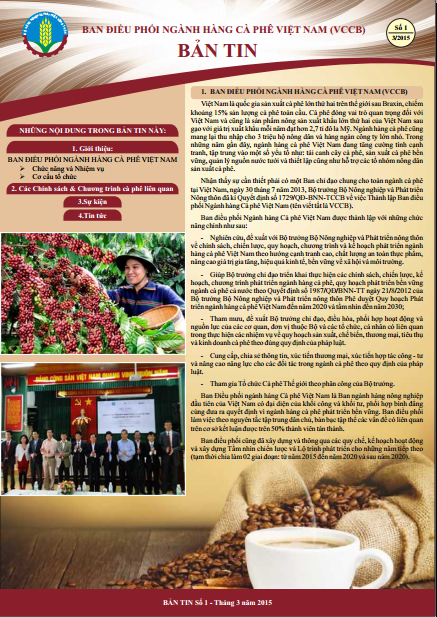 BAN ĐIỀU PHỐI NGÀNH HÀNG CÀ PHÊ VIỆT NAM (VCCB)
BẢN TIN
Số 1
3/2015
NHỮNG NỘI DUNG TRONG BẢN TIN NÀY:
1. Giới thiệu:
BAN ĐIỀU PHỐI NGÀNH HÀNG CÀ PHÊ VIỆT NAM
➢ Chức năng và Nhiệm vụ
➢ Cơ cấu tổ chức
2. Các Chính sách & Chương trình cà phê liên quan
3.Sự kiện
4.Tin tức
1. BAN ĐIỀU PHỐI NGÀNH HÀNG CÀ PHÊ VIỆT NAM (VCCB)
Việt Nam là quốc gia sản xuất cà phê lớn thứ hai trên thế giới sau Braxin, chiếm
khoảng 15% sản lượng cà phê toàn cầu. Cà phê đóng vai trò quan trọng đối với
Việt Nam và cũng là sản phẩm nông sản xuất khẩu lớn thứ hai của Việt Nam sau
gạo với giá trị xuất khẩu mỗi năm đạt hơn 2,7 tỉ đô la Mỹ. Ngành hàng cà phê cũng
mang lại thu nhập cho 3 triệu hộ nông dân và hàng ngàn công ty lớn nhỏ. Trong
những năm gần đây, ngành hàng cà phê Việt Nam đang tăng cường tính cạnh
tranh, tập trung vào một số yếu tố như: tái canh cây cà phê, sản xuất cà phê bền
vững, quản lý nguồn nước tưới và thiết lập cũng như hỗ trợ các tổ nhóm nông dân
sản xuất cà phê.
Nhận thấy sự cần thiết phải có một Ban chỉ đạo chung cho toàn ngành cà phê
tại Việt Nam, ngày 30 tháng 7 năm 2013, Bộ trưởng Bộ Nông nghiệp và Phát triển
Nông thôn đã kí Quyết định số 1729/QĐ-BNN-TCCB về việc Thành lập Ban điều
phối Ngành hàng Cà phê Việt Nam (tên viết tắt là VCCB).
Ban điều phối Ngành hàng Cà phê Việt Nam được thành lập với những chức
năng chính như sau:
- Nghiên cứu, đề xuất với Bộ trưởng Bộ Nông nghiệp và Phát triển nông thôn
về chính sách, chiến lược, quy hoạch, chương trình và kế hoạch phát triển ngành
hàng cà phê Việt Nam theo hướng cạnh tranh cao, chất lượng an toàn thực phẩm,
nâng cao giá trị gia tăng, hiệu quả kinh tế, bền vững về xã hội và môi trường.
- Giúp Bộ trưởng chỉ đạo triển khai thực hiện các chính sách, chiến lược, kế
hoạch, chương trình phát triển ngành hàng cà phê, quy hoạch phát triển bền vững
ngành cà phê cả nước theo Quyết định số 1987/QĐ/BNN-TT ngày 21/8/2012 của
Bộ trưởng Bộ Nông nghiệp và Phát triển nông thôn Phê duyệt Quy hoạch Phát
triển ngành hàng cà phê Việt Nam đến năm 2020 và tầm nhìn đến năm 2030;
- Tham mưu, đề xuất Bộ trưởng chỉ đạo, điều hòa, phối hợp hoạt động và
nguồn lực của các cơ quan, đơn vị thuộc Bộ và các tổ chức, cá nhân có liên quan
trong thực hiện các nhiệm vụ về quy hoạch sản xuất, chế biến, thương mại, tiêu thụ
và kinh doanh cà phê theo đúng quy định của pháp luật.
- Cung cấp, chia sẻ thông tin, xúc tiến thương mại, xúc tiến hợp tác công - tư
và nâng cao năng lực cho các đối tác trong ngành cà phê theo quy định của pháp
luật.
- Tham gia Tổ chức Cà phê Thế giới theo phân công của Bộ trưởng.
Ban Điều phối ngành hàng Cà phê Việt Nam là Ban ngành hàng nông nghiệp
đầu tiên của Việt Nam có đại diện của khối công và khối tư, phối hợp bình đẳng
cùng đưa ra quyết định vì ngành hàng cà phê phát triển bền vững. Ban điều phối
làm việc theo nguyên tắc tập trung dân chủ, bàn bạc tập thể các vấn đề có liên quan
trên cơ sở kết luận được trên 50% thành viên tán thành.
Ban điều phối cũng đã xây dựng và thông qua các quy chế, kế hoạch hoạt động
và xây dựng Tầm nhìn chiến lược và Lộ trình phát triển cho những năm tiếp theo
(tạm thời chia làm 02 giai đoạn: từ năm 2015 đến năm 2020 và sau năm 2020).
BẢN TIN Số 1 - Tháng 3 năm 2015